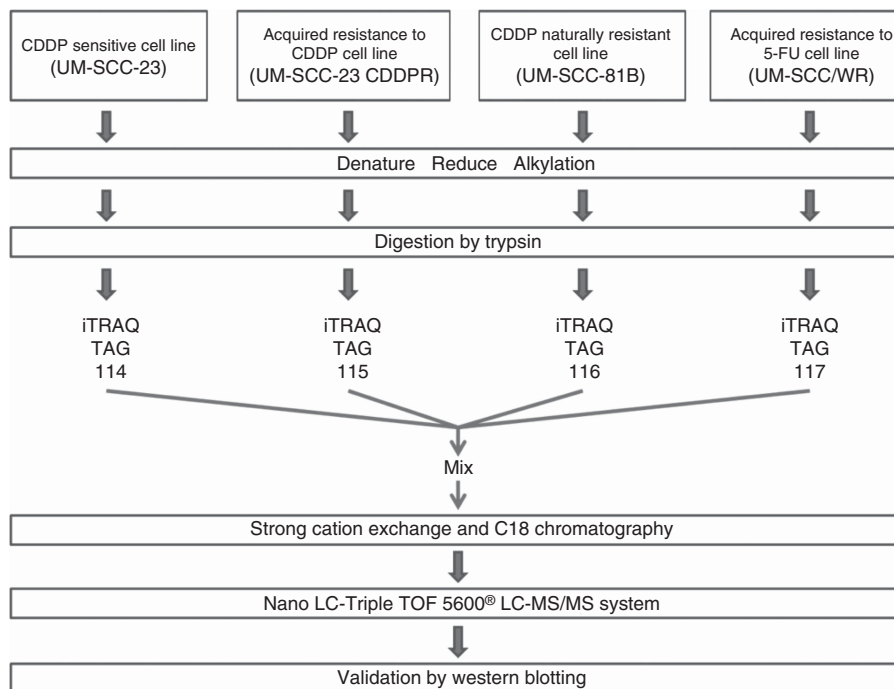 CDDP sensitive cell line
(UM-SCC-23)
Acquired resistance to
CDDP cell line
(UM-SCC-23 CDDPR)
CDDP naturally resistant
cell line
(UM-SCC-81B)
Acquired resistance to
5-FU cell line
(UM-SCC/WR)
Denature Reduce Alkylation
Digestion by trypsin
iTRAQ
TAG
114
iTRAQ
TAG
115
iTRAQ
TAG
116
iTRAQ
TAG
117
Mix
Strong cation exchange and C18 chromatography
Nano LC-Triple TOF 5600® LC-MS/MS system
Validation by western blotting